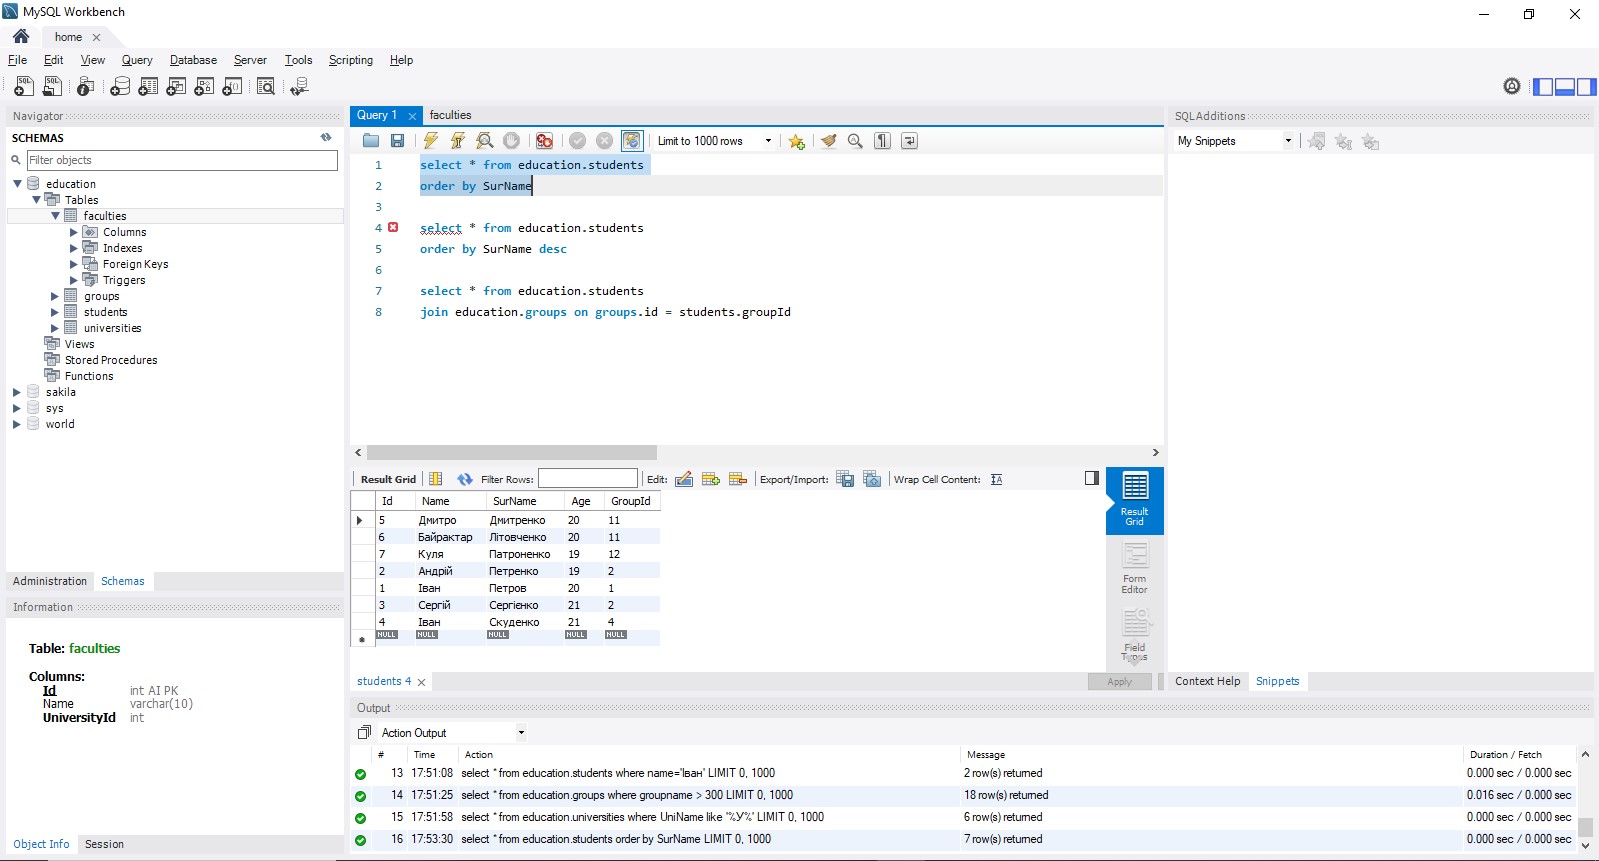 MySQL Workbench
home
File Edit View Query Database Server Tools Scripting Help
Navigator
SCHEMAS
Filter objects
education
Tables
faculties
Columns
Indexes
Foreign Keys
Triggers
groups
students
universities
Views
Stored Procedures
Functions
sakila
sys
world
Administration Schemas
Information
Table: faculties
Columns:
Id int AI PK
Name varchar(10)
UniversityId int
Object Info Session
Query 1 faculties
Limit to 1000 rows
1 select * from education.students
2 order by SurName
3
4 select * from education.students
5 order by SurName desc
6
7 select * from education.students
8 join education.groups on groups.id = students.groupId
Result Grid Filter Rows: Edit: Export/Import: Wrap Cell Content:
Id Name SurName Age GroupId
5 Дмитро Дмитренко 20 11
6 Байрактар Літовченко 20 11
7 Куля Патроненко 19 12
2 Андрій Петренко 19 2
1 Іван Петров 20 1
3 Сергій Сергієнко 21 2
4 Іван Скуденко 21 4
NULL NULL NULL NULL NULL
Result
Grid
Form
Editor
Field
Types
students 4
Apply
SQLAdditions
My Snippets
Context Help Snippets
Output
Action Output
# Time Action Message Duration / Fetch
13 17:51:08 select * from education.students where name='Іван' LIMIT 0, 1000 2 row(s) returned 0.000 sec / 0.000 sec
14 17:51:25 select * from education.groups where groupname > 300 LIMIT 0, 1000 18 row(s) returned 0.016 sec / 0.000 sec
15 17:51:58 select * from education.universities where UniName like '%У%' LIMIT 0, 1000 6 row(s) returned 0.000 sec / 0.000 sec
16 17:53:30 select * from education.students order by SurName LIMIT 0, 1000 7 row(s) returned 0.000 sec / 0.000 sec